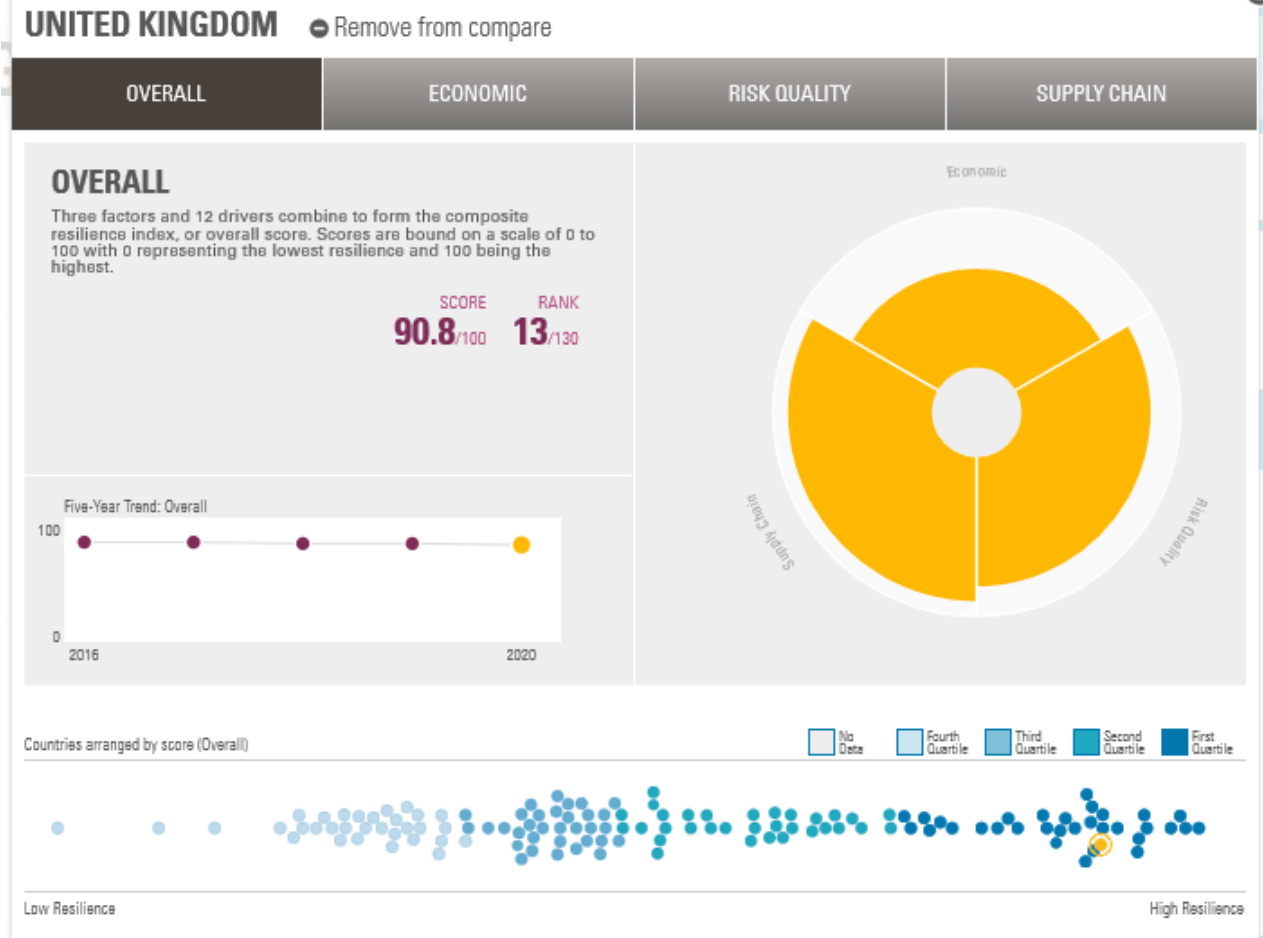 UNITED KINGDOM
Remove from compare
OVERALL
ECONOMIC
RISK QUALITY
SUPPLY CHAIN
OVERALL
Three factors and 12 drivers combine to form the composite
resilience index, or overall score. Scores are bound on a scale of 0 to
100 with 0 representing the lowest resilience and 100 being the
highest.
SCORE
RANK
90.8/100
13/130
Economic
Supply Chain
Risk Quality
Five-Year Trend: Overall
100
0
2016
2020
Countries arranged by score (Overall)
No
Data
Fourth
Quartile
Third
Quartile
Second
Quartile
First
Quartile
Low Resilience
High Resilience